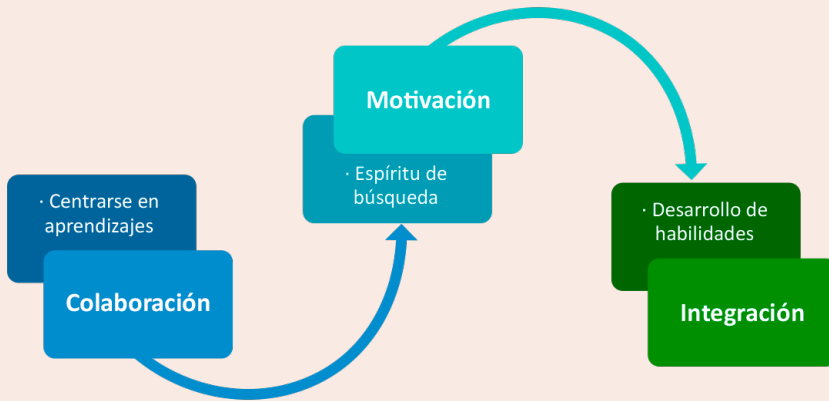 · Centrarse en
aprendizajes
Colaboración
Motivación
· Espíritu de
búsqueda
· Desarrollo de
habilidades
Integración